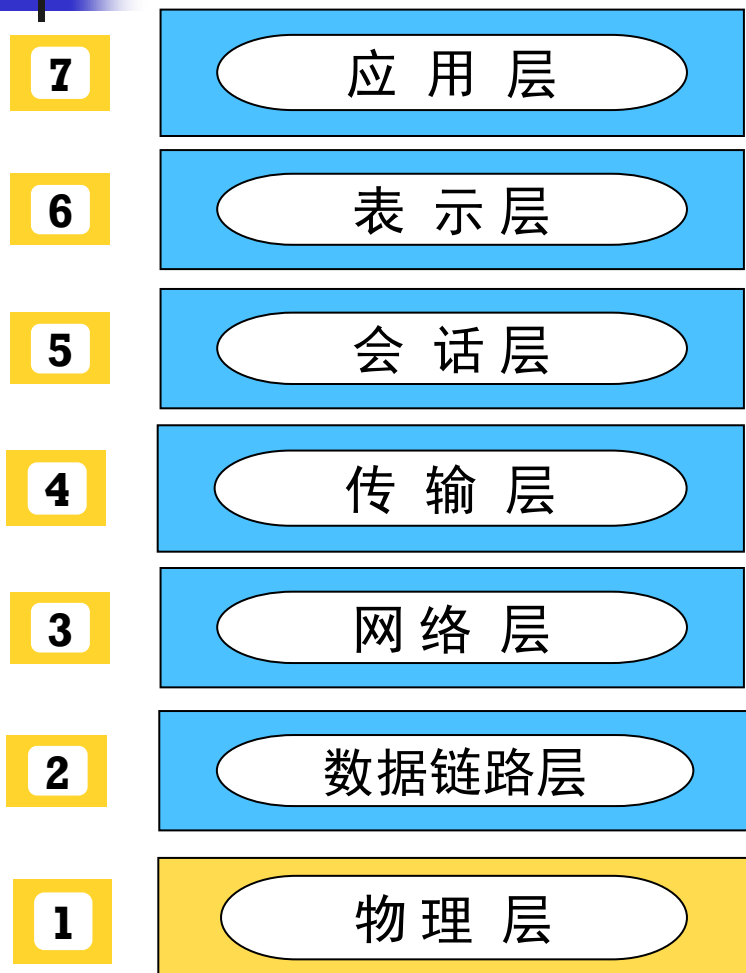 7 应 用 层
6 表 示 层
5 会 话 层
4 传 输 层
3 网 络 层
2 数据链路层
1 物 理 层